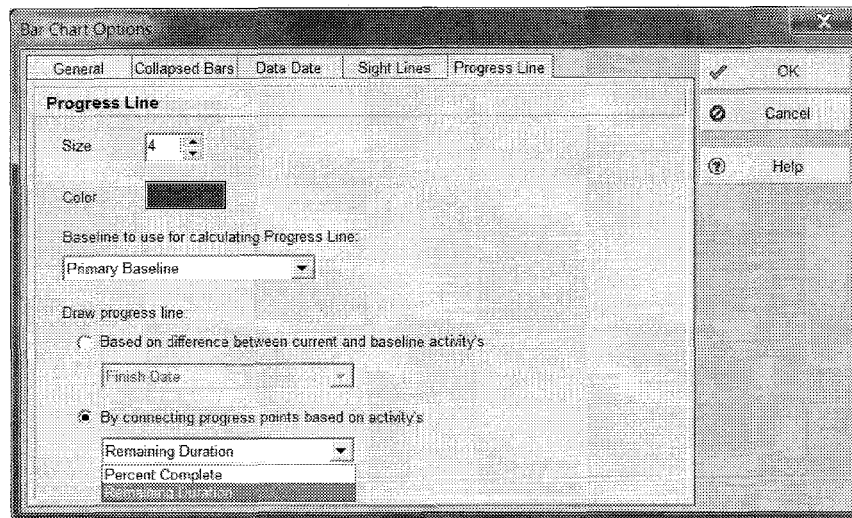 Bar Chart Options
General Collapsed Bars Data Date Sight Lines Progress Line
OK
Progress Line
Cancel
Size 4
Help
Color
Baseline to use for calculating Progress Line:
Primary Baseline
Draw progress line:
Based on difference between current and baseline activity's
Finish Date
By connecting progress points based on activity's
Remaining Duration
Percent Complete
Remaining Duration